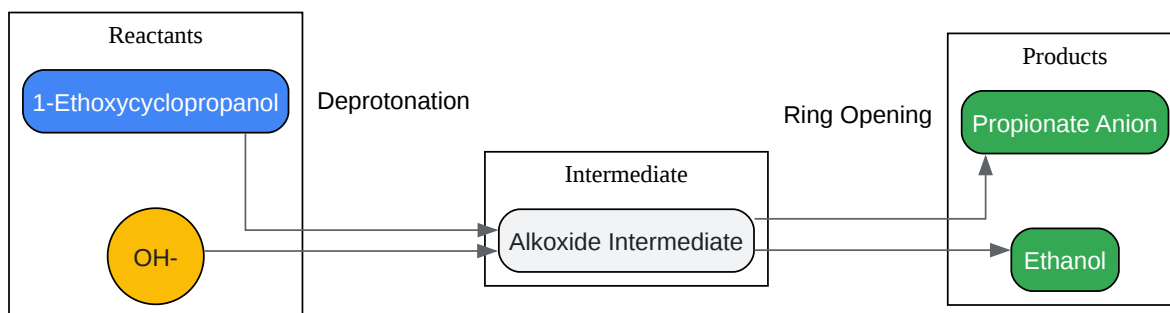 Reactants
1-Ethoxycyclopropanol
OH-
Deprotonation
Intermediate
Alkoxide Intermediate
Ring Opening
Products
Propionate Anion
Ethanol